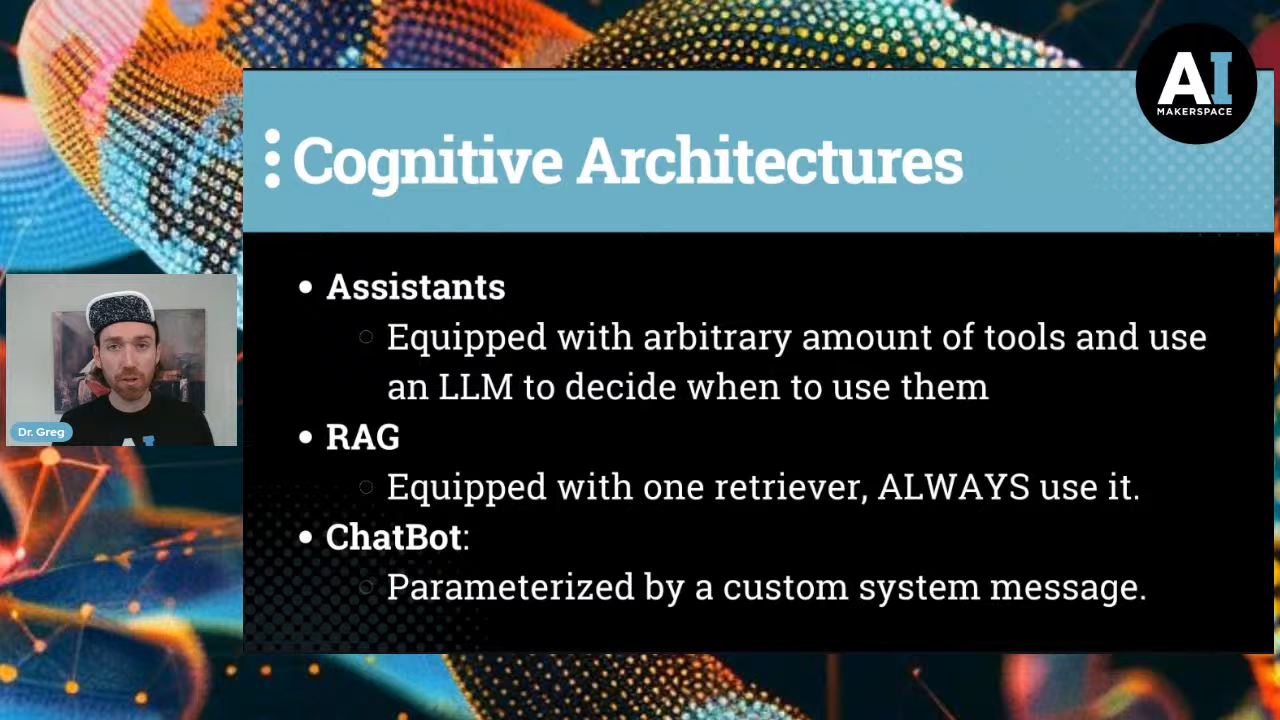 AI
MAKERSPACE
Cognitive Architectures
• Assistants
Equipped with arbitrary amount of tools and use
an LLM to decide when to use them
• RAG
Equipped with one retriever, ALWAYS use it.
• ChatBot:
Parameterized by a custom system message.
Dr. Greg
AI